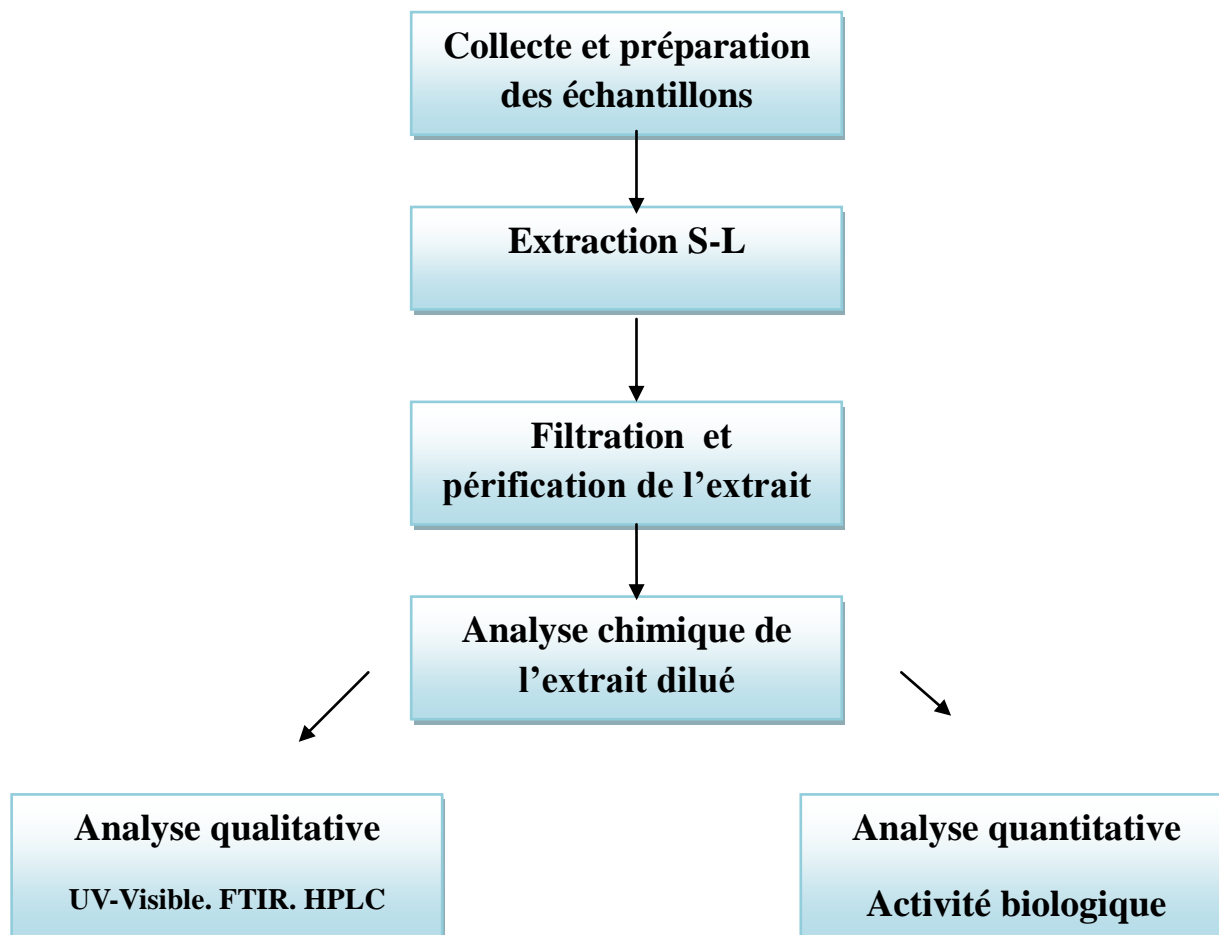 Collecte et préparation
des échantillons
Extraction S-L
Filtration et
pérification de l’extrait
Analyse chimique de
l’extrait dilué
Analyse qualitative
UV-Visible. FTIR. HPLC
Analyse quantitative
Activité biologique